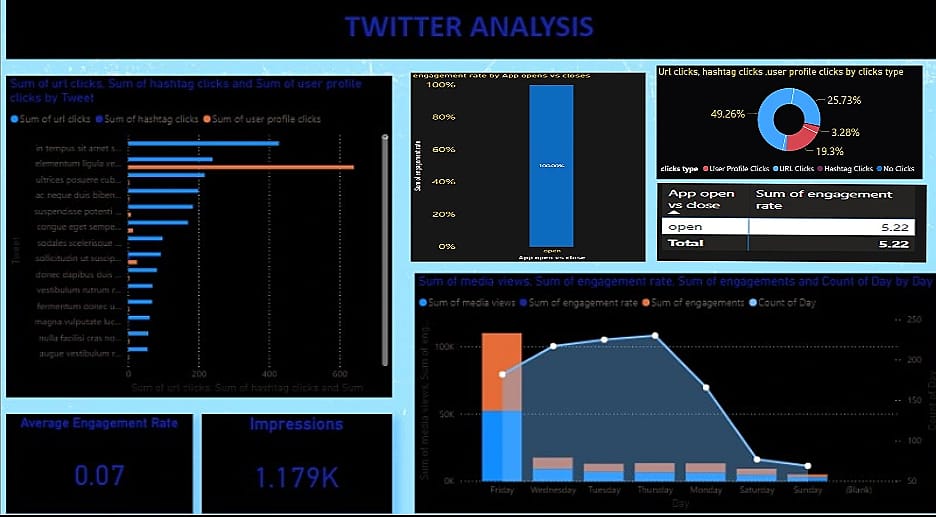 TWITTER ANALYSIS
Sum of url clicks, Sum of hashtag clicks and Sum of user profile
clicks by Tweet
Sum of url clicks Sum of hashtag clicks Sum of user profile clicks
in tempus sit amet s...
elementum ligula ve...
ultrices posuere cub...
ac neque duis biben...
suspendisse potenti ...
congue eget sempe...
sociales scelerisque ...
sollicitudin ut suscip...
donec dapibus duis ...
vestibulum rutrum r...
fermentum donec u...
magna vulputate luc...
nulla facilisi cras no...
augue vestibulum r...
Tweet
0 200 400 600
Sum of url clicks, Sum of hashtag clicks and Sum
engagement rate by App opens vs closes
100%
80%
60%
40%
20%
0%
Sum of engagement rate
100.00%
open
App open vs close
Url clicks, hashtag clicks ,user profile clicks by clicks type
49.26%
25.73%
3.28%
19.3%
clicks type User Profile Clicks URL Clicks Hashtag Clicks No Clicks
App open
vs close
Sum of engagement
rate
open 5.22
Total 5.22
Average Engagement Rate
0.07
Impressions
1.179K
Sum of media views, Sum of engagement rate, Sum of engagements and Count of Day by Day
Sum of media views Sum of engagement rate Sum of engagements Count of Day
100K
50K
0K
Sum of media views, Sum of eng...
250
200
150
100
50
Count of Day
Friday Wednesday Tuesday Thursday Monday Saturday Sunday (Blank)
Day